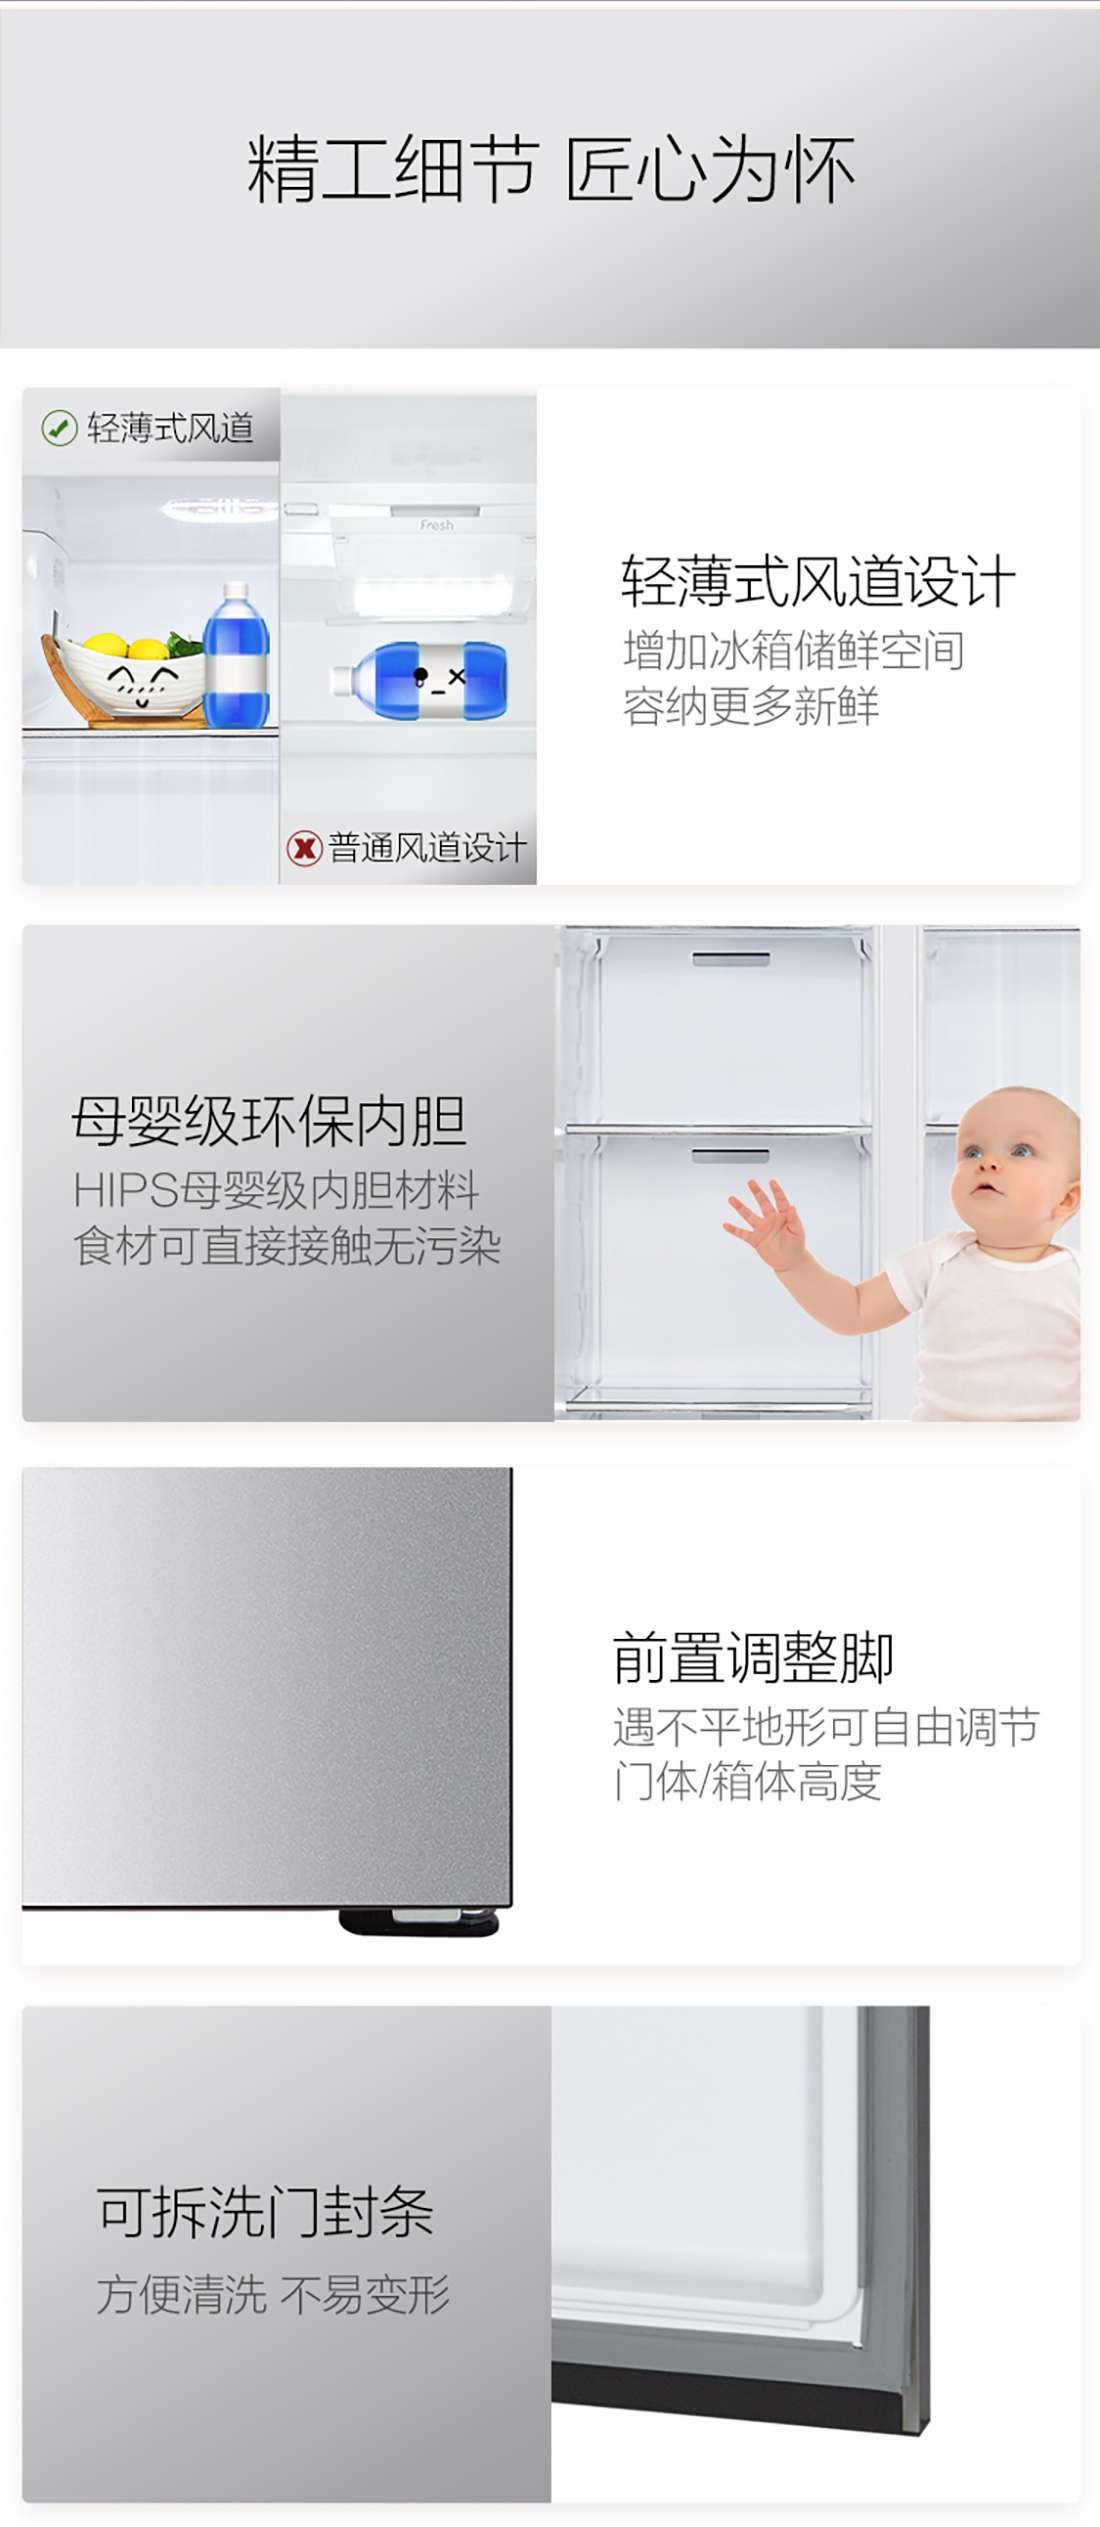 精工细节 匠心为怀
轻薄式风道
Fresh
普通风道设计
轻薄式风道设计
增加冰箱储鲜空间
容纳更多新鲜
母婴级环保内胆
HIPS母婴级内胆材料
食材可直接接触无污染
前置调整脚
遇不平地形可自由调节
门体/箱体高度
可拆洗门封条
方便清洗 不易变形